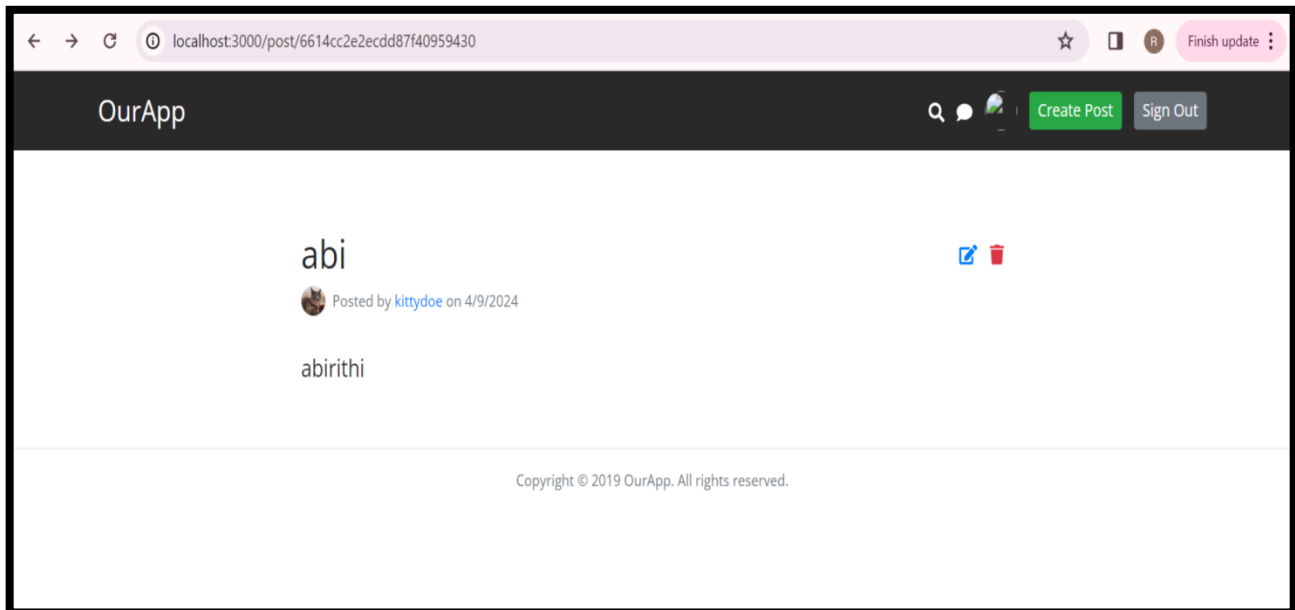 localhost:3000/post/6614cc2e2ecdd87f40959430
R
Finish update
OurApp
Create Post
Sign Out
abi
Posted by kittydoe on 4/9/2024
abirithi
Copyright © 2019 OurApp. All rights reserved.